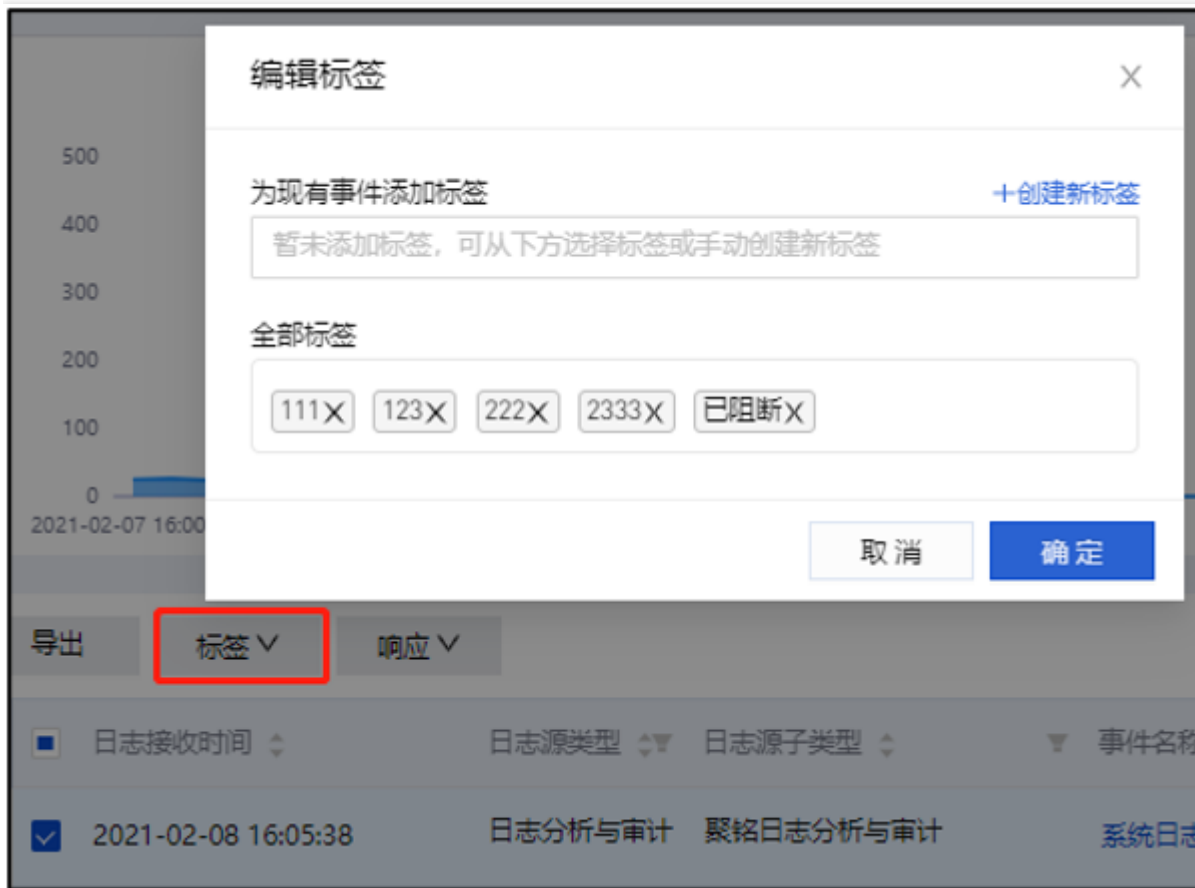 编辑标签
为现有事件添加标签 ＋创建新标签
暂未添加标签，可从下方选择标签或手动创建新标签
全部标签
111 123 222 2333 已阻断
取消 确定
500
400
300
200
100
0
2021-02-07 16:00
导出 标签 响应
日志接收时间 日志源类型 日志源子类型 事件名称
2021-02-08 16:05:38 日志分析与审计 聚铭日志分析与审计 系统日志